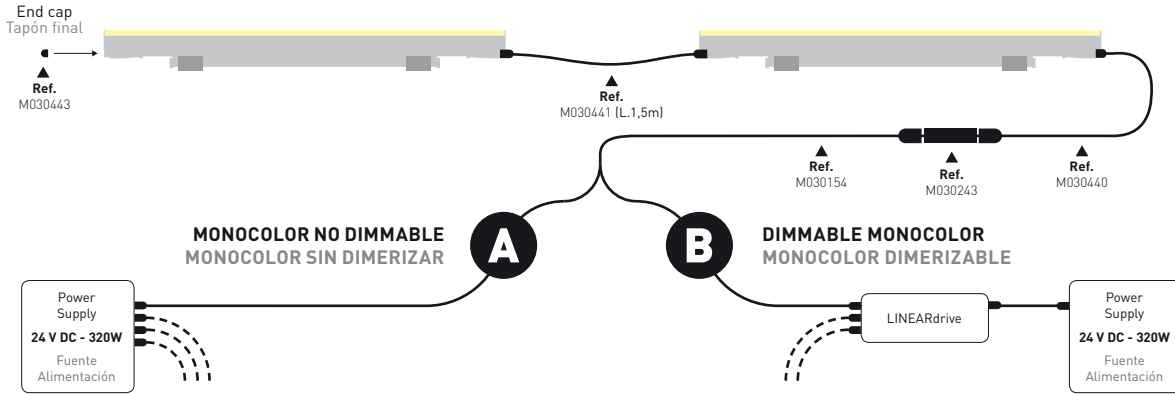 End cap
Tapón final
Ref.
M030443
Ref.
M030441 (L.1,5m)
Ref.
M030154
Ref.
M030243
Ref.
M030440
MONOCOLOR NO DIMMABLE
MONOCOLOR SIN DIMERIZAR
A
B
DIMMABLE MONOCOLOR
MONOCOLOR DIMERIZABLE
Power
Supply
24 V DC - 320W
Fuente
Alimentación
LINEARdrive
Power
Supply
24 V DC - 320W
Fuente
Alimentación